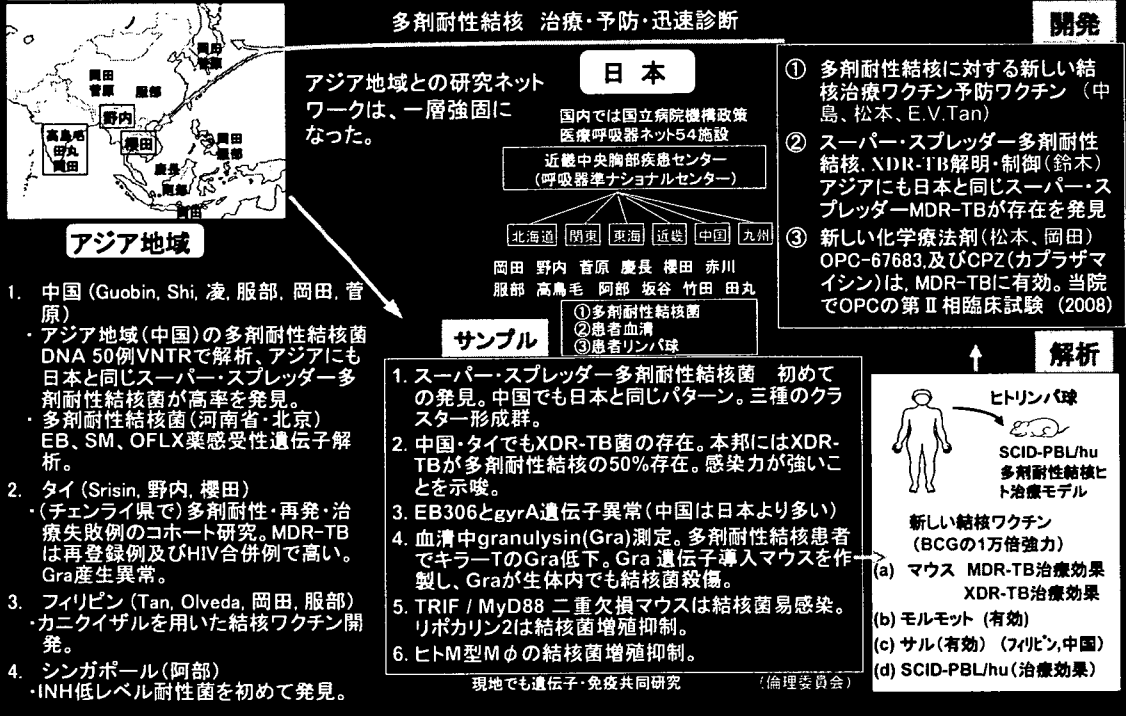 多剤耐性結核 治療・予防・迅速診断
岡田
菅原
岡田
菅原
服部
野内
高鳥毛
田丸
岡田
櫻田
岡田
服部
慶長
阿部
岡田
アジア地域
アジア地域との研究ネット
ワークは、一層強固に
なった。
日本
国内では国立病院機構政策
医療呼吸器ネット54施設
近畿中央胸部疾患センター
(呼吸器準ナショナルセンター)
北海道 関東 東海 近畿 中国 九州
岡田 野内 菅原 慶長 櫻田 赤川
服部 高鳥毛 阿部 坂谷 竹田 田丸
①多剤耐性結核菌
②患者血清
③患者リンパ球
開発
① 多剤耐性結核に対する新しい結
核治療ワクチン予防ワクチン (中
島、松本、E.V.Tan)
② スーパー・スプレッダー多剤耐性
結核、XDR-TB解明・制御(鈴木)
アジアにも日本と同じスーパー・ス
プレッダーMDR-TBが存在を発見
③ 新しい化学療法剤(松本、岡田)
OPC-67683,及びCPZ(カプラザマ
イシン)は,MDR-TBに有効。当院
でOPCの第Ⅱ相臨床試験 (2008)
1. 中国 (Guobin, Shi, 凌, 服部, 岡田, 菅
原)
・アジア地域(中国)の多剤耐性結核菌
DNA 50例VNTRで解析、アジアにも
日本と同じスーパー・スプレッダー多
剤耐性結核菌が高率を発見。
・多剤耐性結核菌(河南省・北京)
EB、SM、OFLX薬感受性遺伝子解
析。
2. タイ (Srisin, 野内, 櫻田)
・(チェンライ県で)多剤耐性・再発・治
療失敗例のコホート研究。MDR-TB
は再登録例及びHIV合併例で高い。
Gra産生異常。
3. フィリピン (Tan, Olveda, 岡田, 服部)
・カニクイザルを用いた結核ワクチン開
発。
4. シンガポール(阿部)
・INH低レベル耐性菌を初めて発見。
サンプル
1. スーパー・スプレッダー多剤耐性結核菌 初めて
の発見。中国でも日本と同じパターン。三種のクラ
スター形成群。
2. 中国・タイでもXDR-TB菌の存在。本邦にはXDR-
TBが多剤耐性結核の50%存在。感染力が強いこ
とを示唆。
3. EB306とgyrA遺伝子異常(中国は日本より多い)
4. 血清中granulysin(Gra)測定。多剤耐性結核患者
でキラーTのGra低下。Gra 遺伝子導入マウスを作
製し、Graが生体内でも結核菌殺傷。
5. TRIF / MyD88 二重欠損マウスは結核菌易感染。
リポカリン2は結核菌増殖抑制。
6. ヒトM型Mφの結核菌増殖抑制。
現地でも遺伝子・免疫共同研究 (倫理委員会)
解析
ヒトリンパ球
SCID-PBL/hu
多剤耐性結核ヒ
ト治療モデル
新しい結核ワクチン
(BCGの1万倍強力)
(a) マウス MDR-TB治療効果
XDR-TB治療効果
(b) モルモット (有効)
(c) サル(有効) (フィリピン,中国)
(d) SCID-PBL/hu(治療効果)